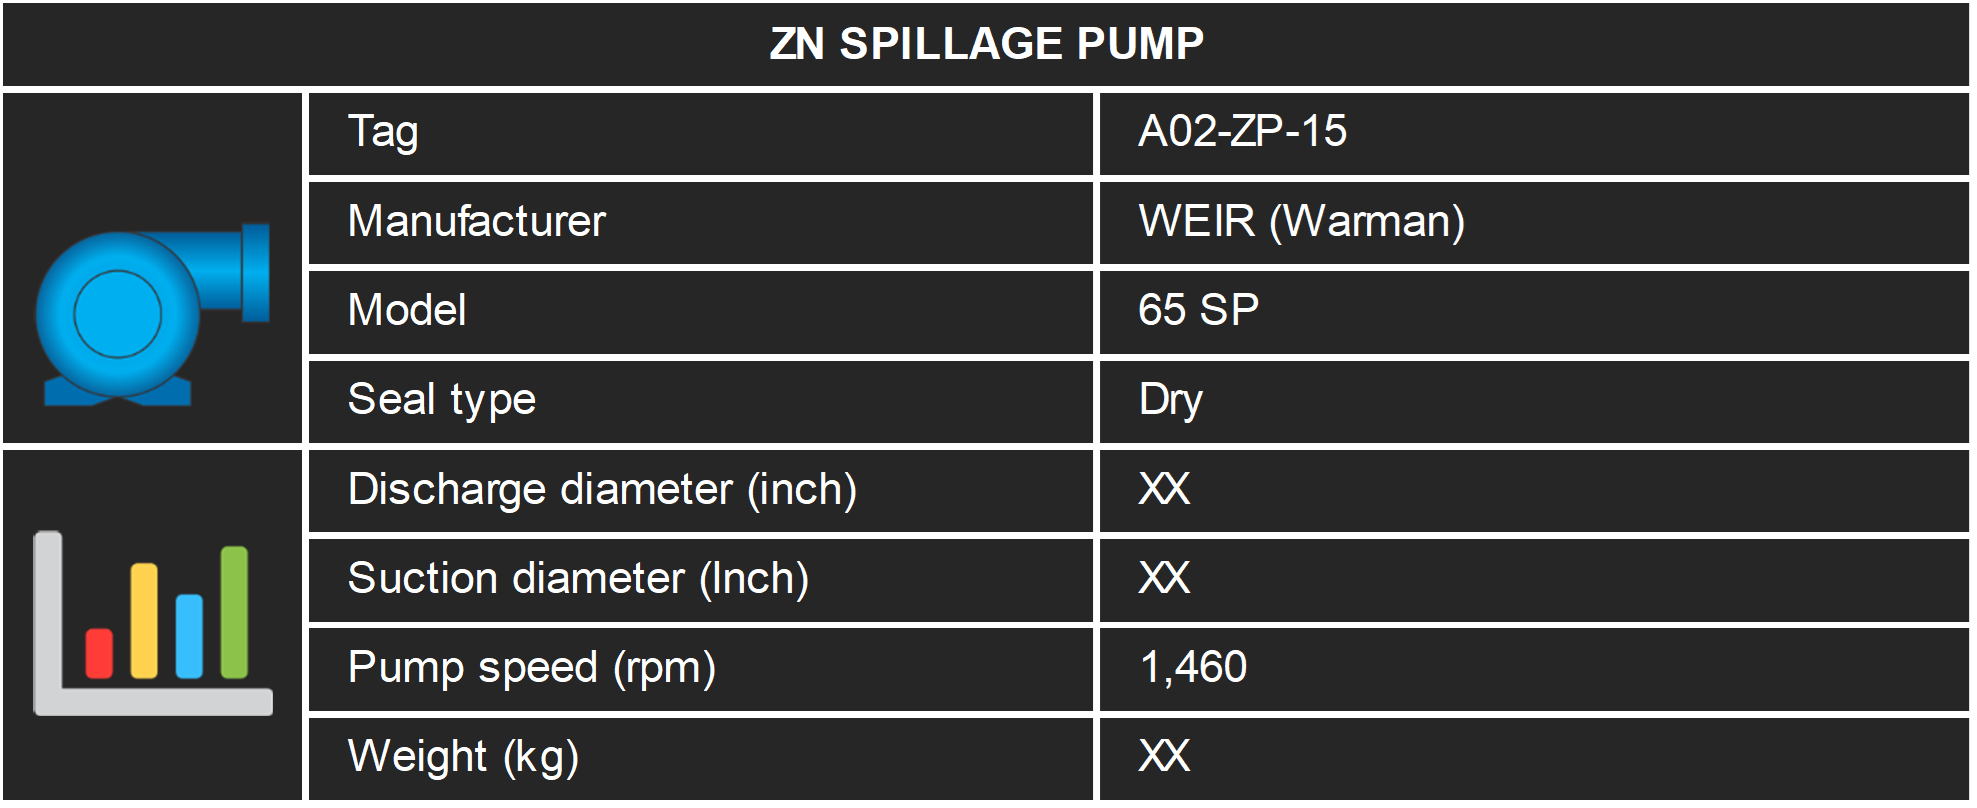 ZN SPILLAGE PUMP
Tag A02-ZP-15
Manufacturer WEIR (Warman)
Model 65 SP
Seal type Dry
Discharge diameter (inch) XX
Suction diameter (Inch) XX
Pump speed (rpm) 1,460
Weight (kg) XX